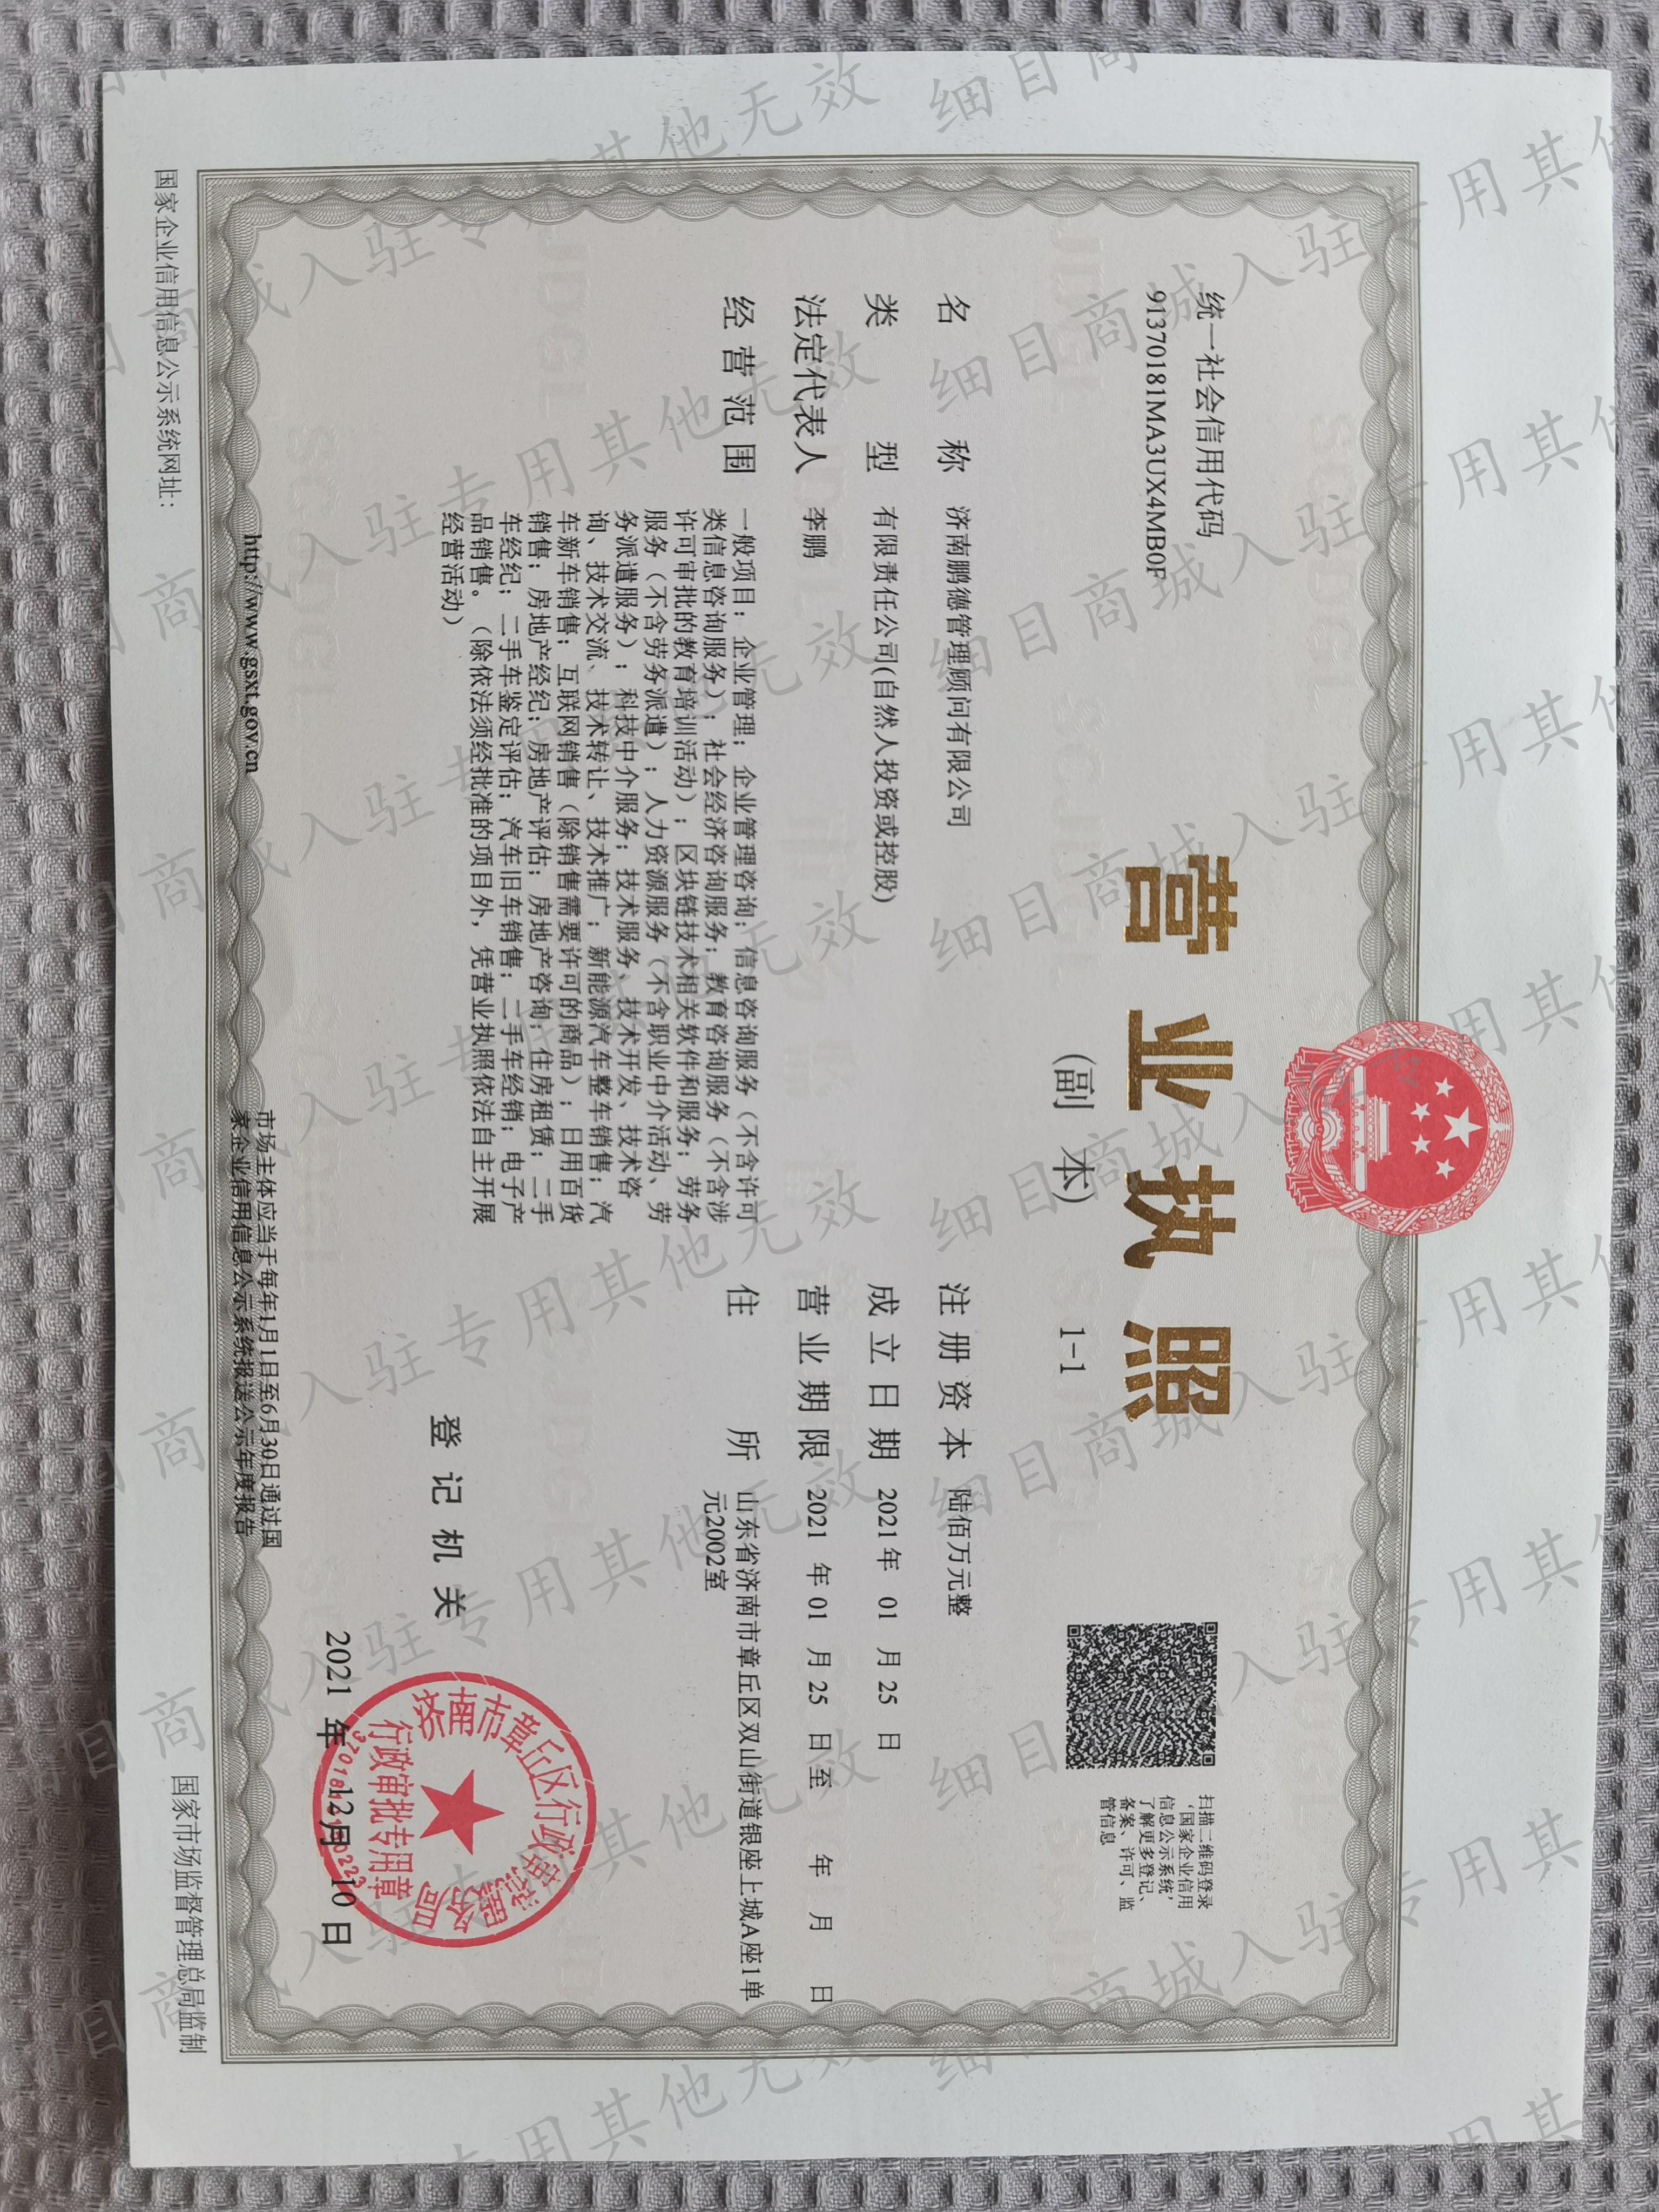 统一社会信用代码
91370181MA3UX4MB0F
营业执照
(副本)
1-1
扫描二维码登录
‘国家企业信用
信息公示系统’
了解更多登记、
备案、许可、监
管信息
名称 济南鹏德管理顾问有限公司
类型 有限责任公司(自然人投资或控股)
法定代表人 李鹏
经营范围 一般项目：企业管理；企业管理咨询；信息咨询服务（不含许可
类信息咨询服务）；社会经济咨询服务；教育咨询服务（不含涉
许可审批的教育培训活动）；区块链技术相关软件和服务；劳务
服务（不含劳务派遣）；人力资源服务（不含职业中介活动、劳
务派遣服务）；科技中介服务；技术服务、技术开发、技术咨
询、技术交流、技术转让、技术推广；新能源汽车整车销售；汽
车新车销售；互联网销售（除销售需要许可的商品）；日用百货
销售；房地产经纪；房地产评估；房地产咨询；住房租赁；二手
车经纪；二手车鉴定评估；汽车旧车销售；二手车经销；电子产
品销售。（除依法须经批准的项目外，凭营业执照依法自主开展
经营活动）
注册资本 陆佰万元整
成立日期 2021年01月25日
营业期限 2021年01月25日至 年 月 日
住所 山东省济南市章丘区双山街道银座上城A座1单
元2002室
登记机关
济南市章丘区行政审批服务局
行政审批专用章
2021年12月10日
国家企业信用信息公示系统网址：
http://www.gsxt.gov.cn
市场主体应当于每年1月1日至6月30日通过国
家企业信用信息公示系统报送公示年度报告
国家市场监督管理总局监制
细目商城入驻专用其他无效